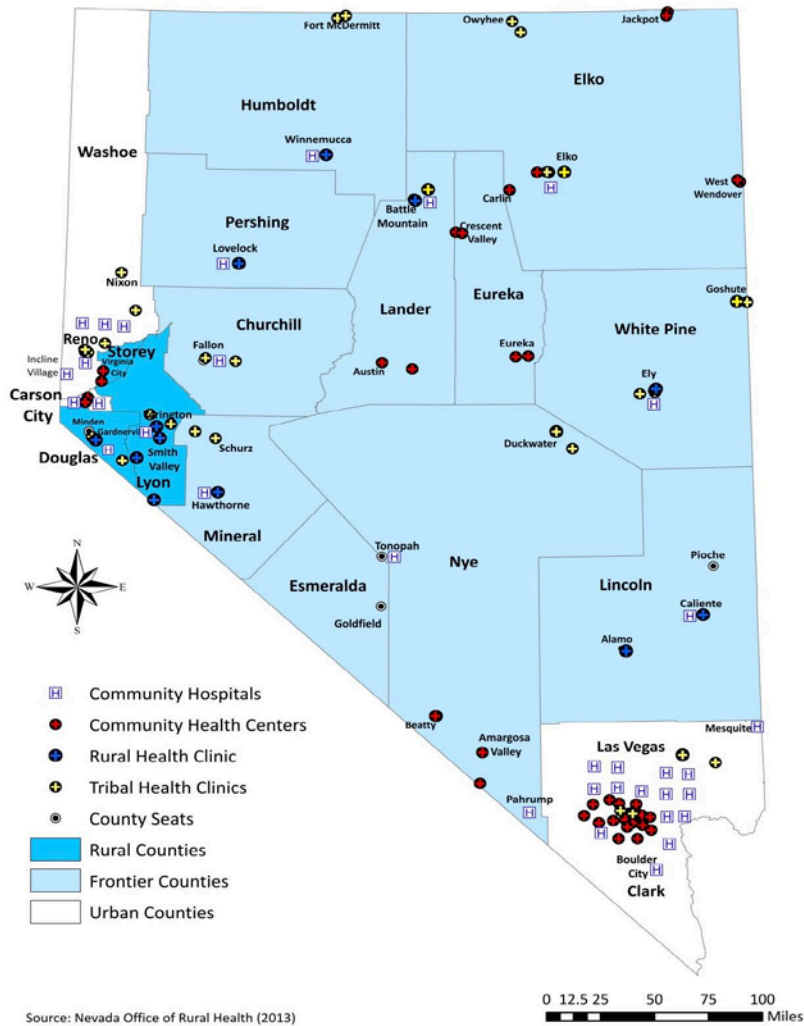 Fort McDermitt
Owyhee
Jackpot
Elko
Humboldt
Washoe
Winnemucca
Elko
Carlin
West
Wendover
Battle
Mountain
Pershing
Crescent
Valley
Lovelock
Nixon
Goshute
Lander
Eureka
White Pine
Churchill
Reno
Storey
Fallon
Incline
Village
Virginia
City
Eureka
Austin
Ely
Carson
City
Minden
Gardnervil
rington
Schurz
Duckwater
Douglas
Smith
Valley
Lyon
Hawthorne
Mineral
Tonopah
Nye
Pioche
Esmeralda
Lincoln
Caliente
Goldfield
Alamo
N
W
E
S
Beatty
Amargosa
Valley
Mesquite
Las Vegas
Pahrump
Boulder
City
Clark
H Community Hospitals
Community Health Centers
Rural Health Clinic
Tribal Health Clinics
County Seats
Rural Counties
Frontier Counties
Urban Counties
Source: Nevada Office of Rural Health (2013)
0 12.5 25 50 75 100
Miles